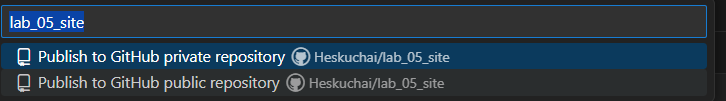 lab_05_site
Publish to GitHub private repository Heskuchai/lab_05_site
Publish to GitHub public repository Heskuchai/lab_05_site